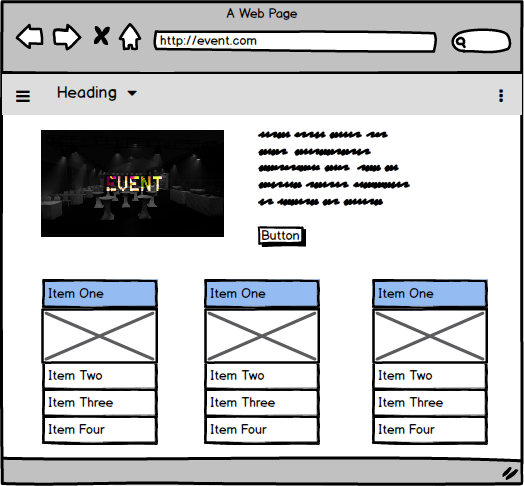 A Web Page
http://event.com
Heading
EVENT
Button
Item One
Item Two
Item Three
Item Four
Item One
Item Two
Item Three
Item Four
Item One
Item Two
Item Three
Item Four